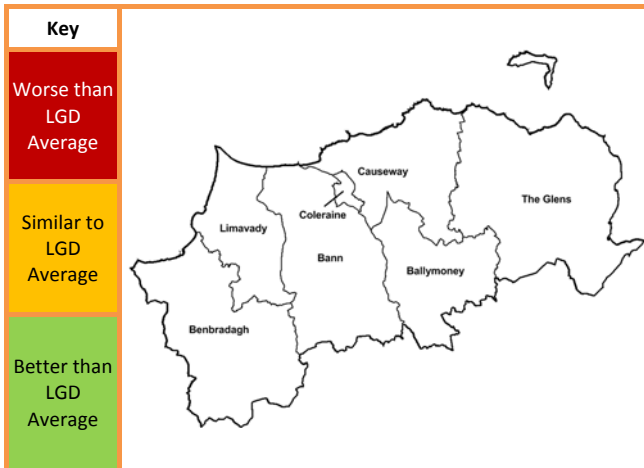 Key
Worse than
LGD
Average
Similar to
LGD
Average
Better than
LGD
Average
Causeway
The Glens
Coleraine
Limavady
Bann
Ballymoney
Benbradagh